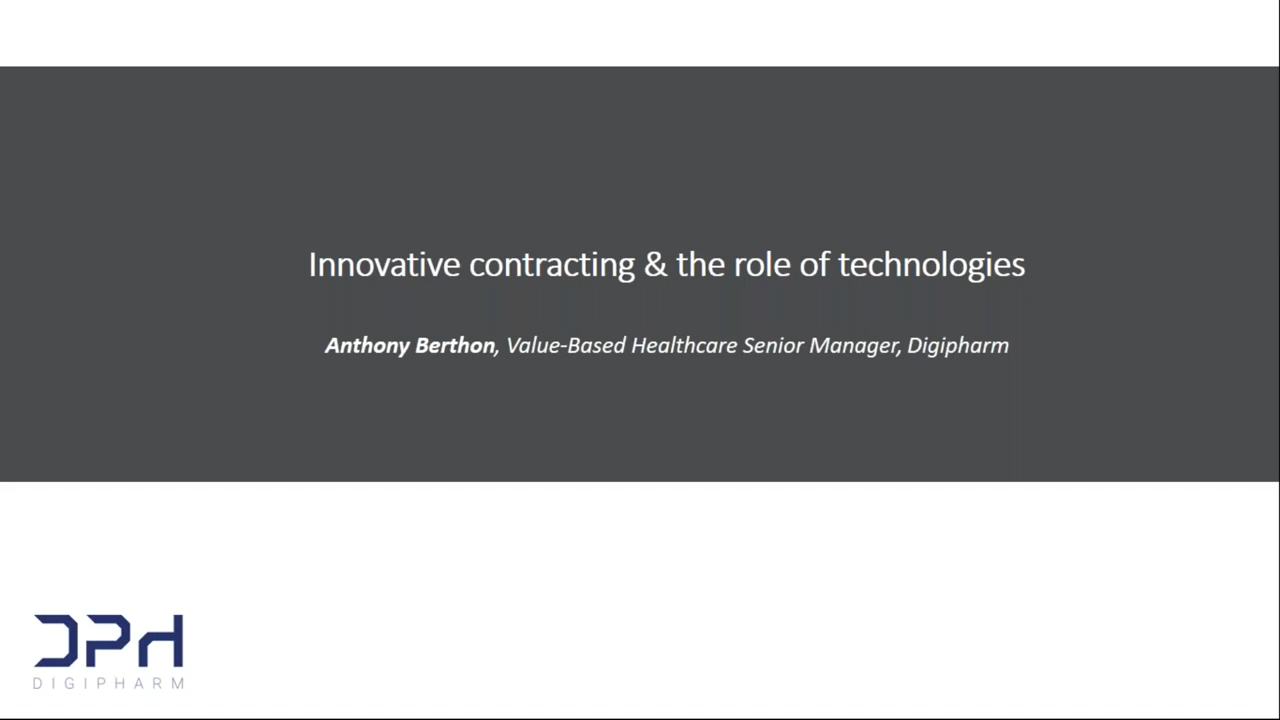 Innovative contracting & the role of technologies
Anthony Berthon, Value-Based Healthcare Senior Manager, Digipharm
DPH
DIGIPHARM